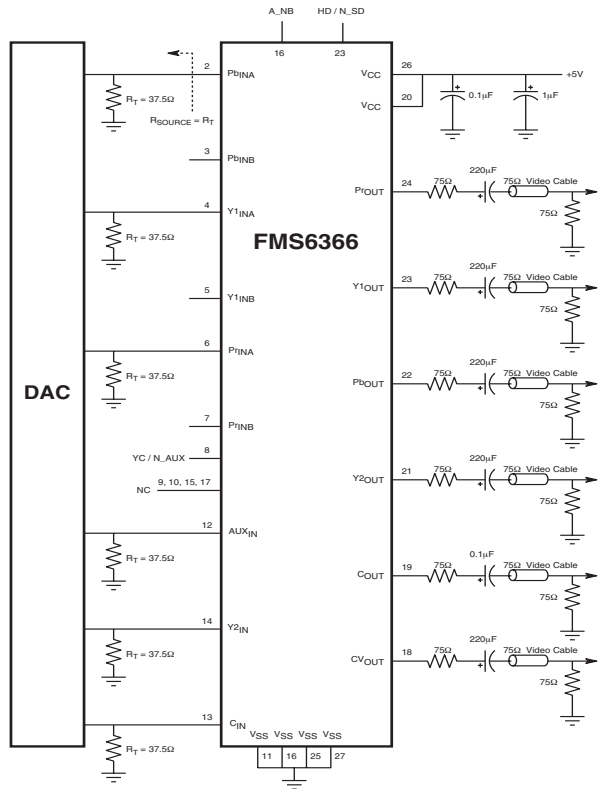 A_NB
HD / N_SD
16
23
2
PbINA
VCC
26
+5V
RT = 37.5Ω
RSOURCE = RT
VCC
20
0.1µF
1µF
3
PbINB
PrOUT
24
75Ω
220µF
75Ω Video Cable
75Ω
4
Y1INA
RT = 37.5Ω
FMS6366
Y1OUT
23
75Ω
220µF
75Ω Video Cable
75Ω
5
Y1INB
6
PrINA
RT = 37.5Ω
DAC
PbOUT
22
75Ω
220µF
75Ω Video Cable
75Ω
7
PrINB
YC / N_AUX
8
NC
9, 10, 15, 17
Y2OUT
21
75Ω
220µF
75Ω Video Cable
75Ω
12
AUXIN
RT = 37.5Ω
COUT
19
75Ω
0.1µF
75Ω Video Cable
75Ω
14
Y2IN
RT = 37.5Ω
CVOUT
18
75Ω
220µF
75Ω Video Cable
75Ω
13
CIN
RT = 37.5Ω
VSS VSS VSS VSS
11 16 25 27